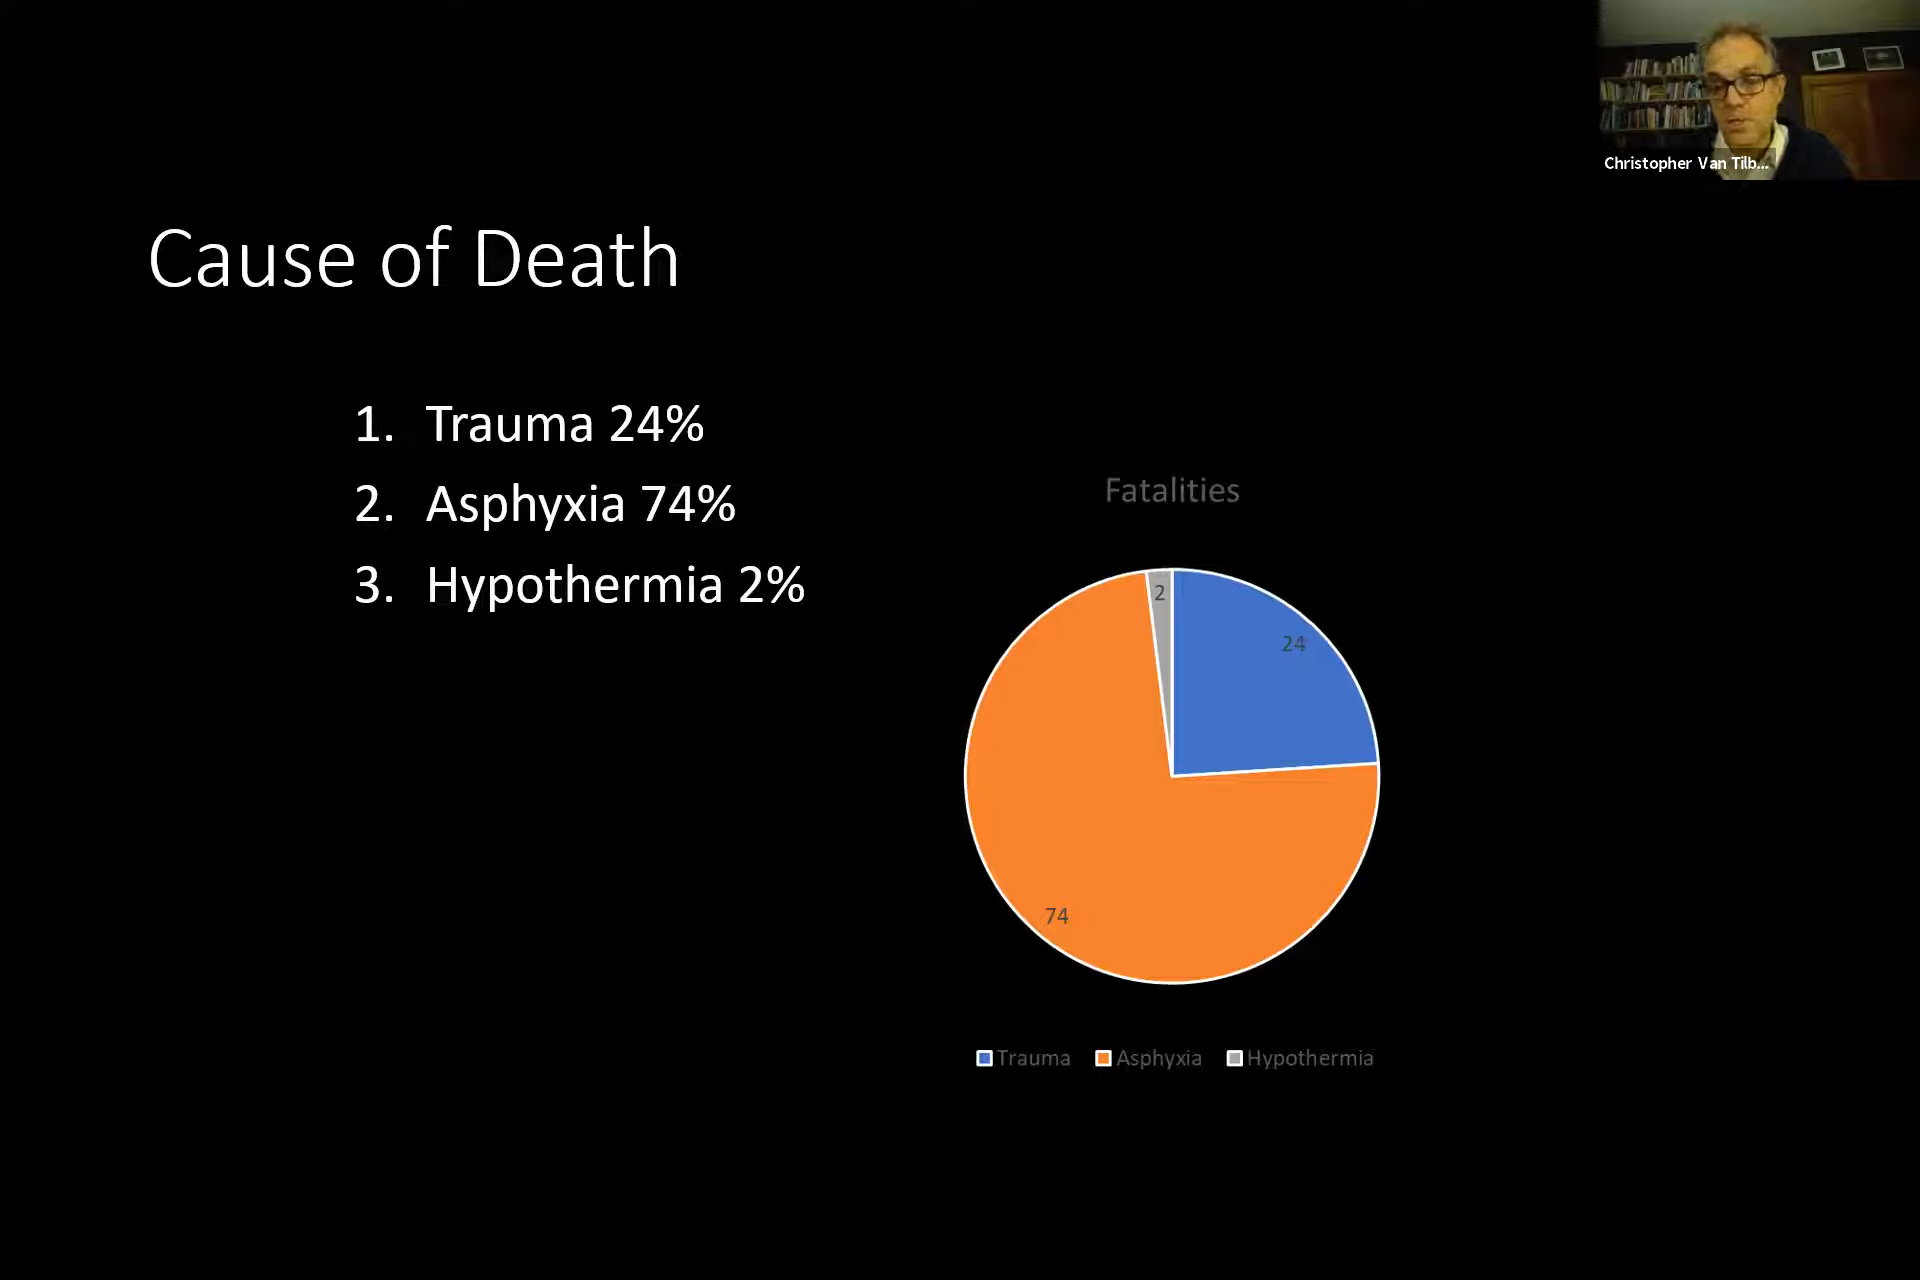 Christopher Van Tilb...
Cause of Death
1. Trauma 24%
2. Asphyxia 74%
3. Hypothermia 2%
Fatalities
2
24
74
Trauma Asphyxia Hypothermia